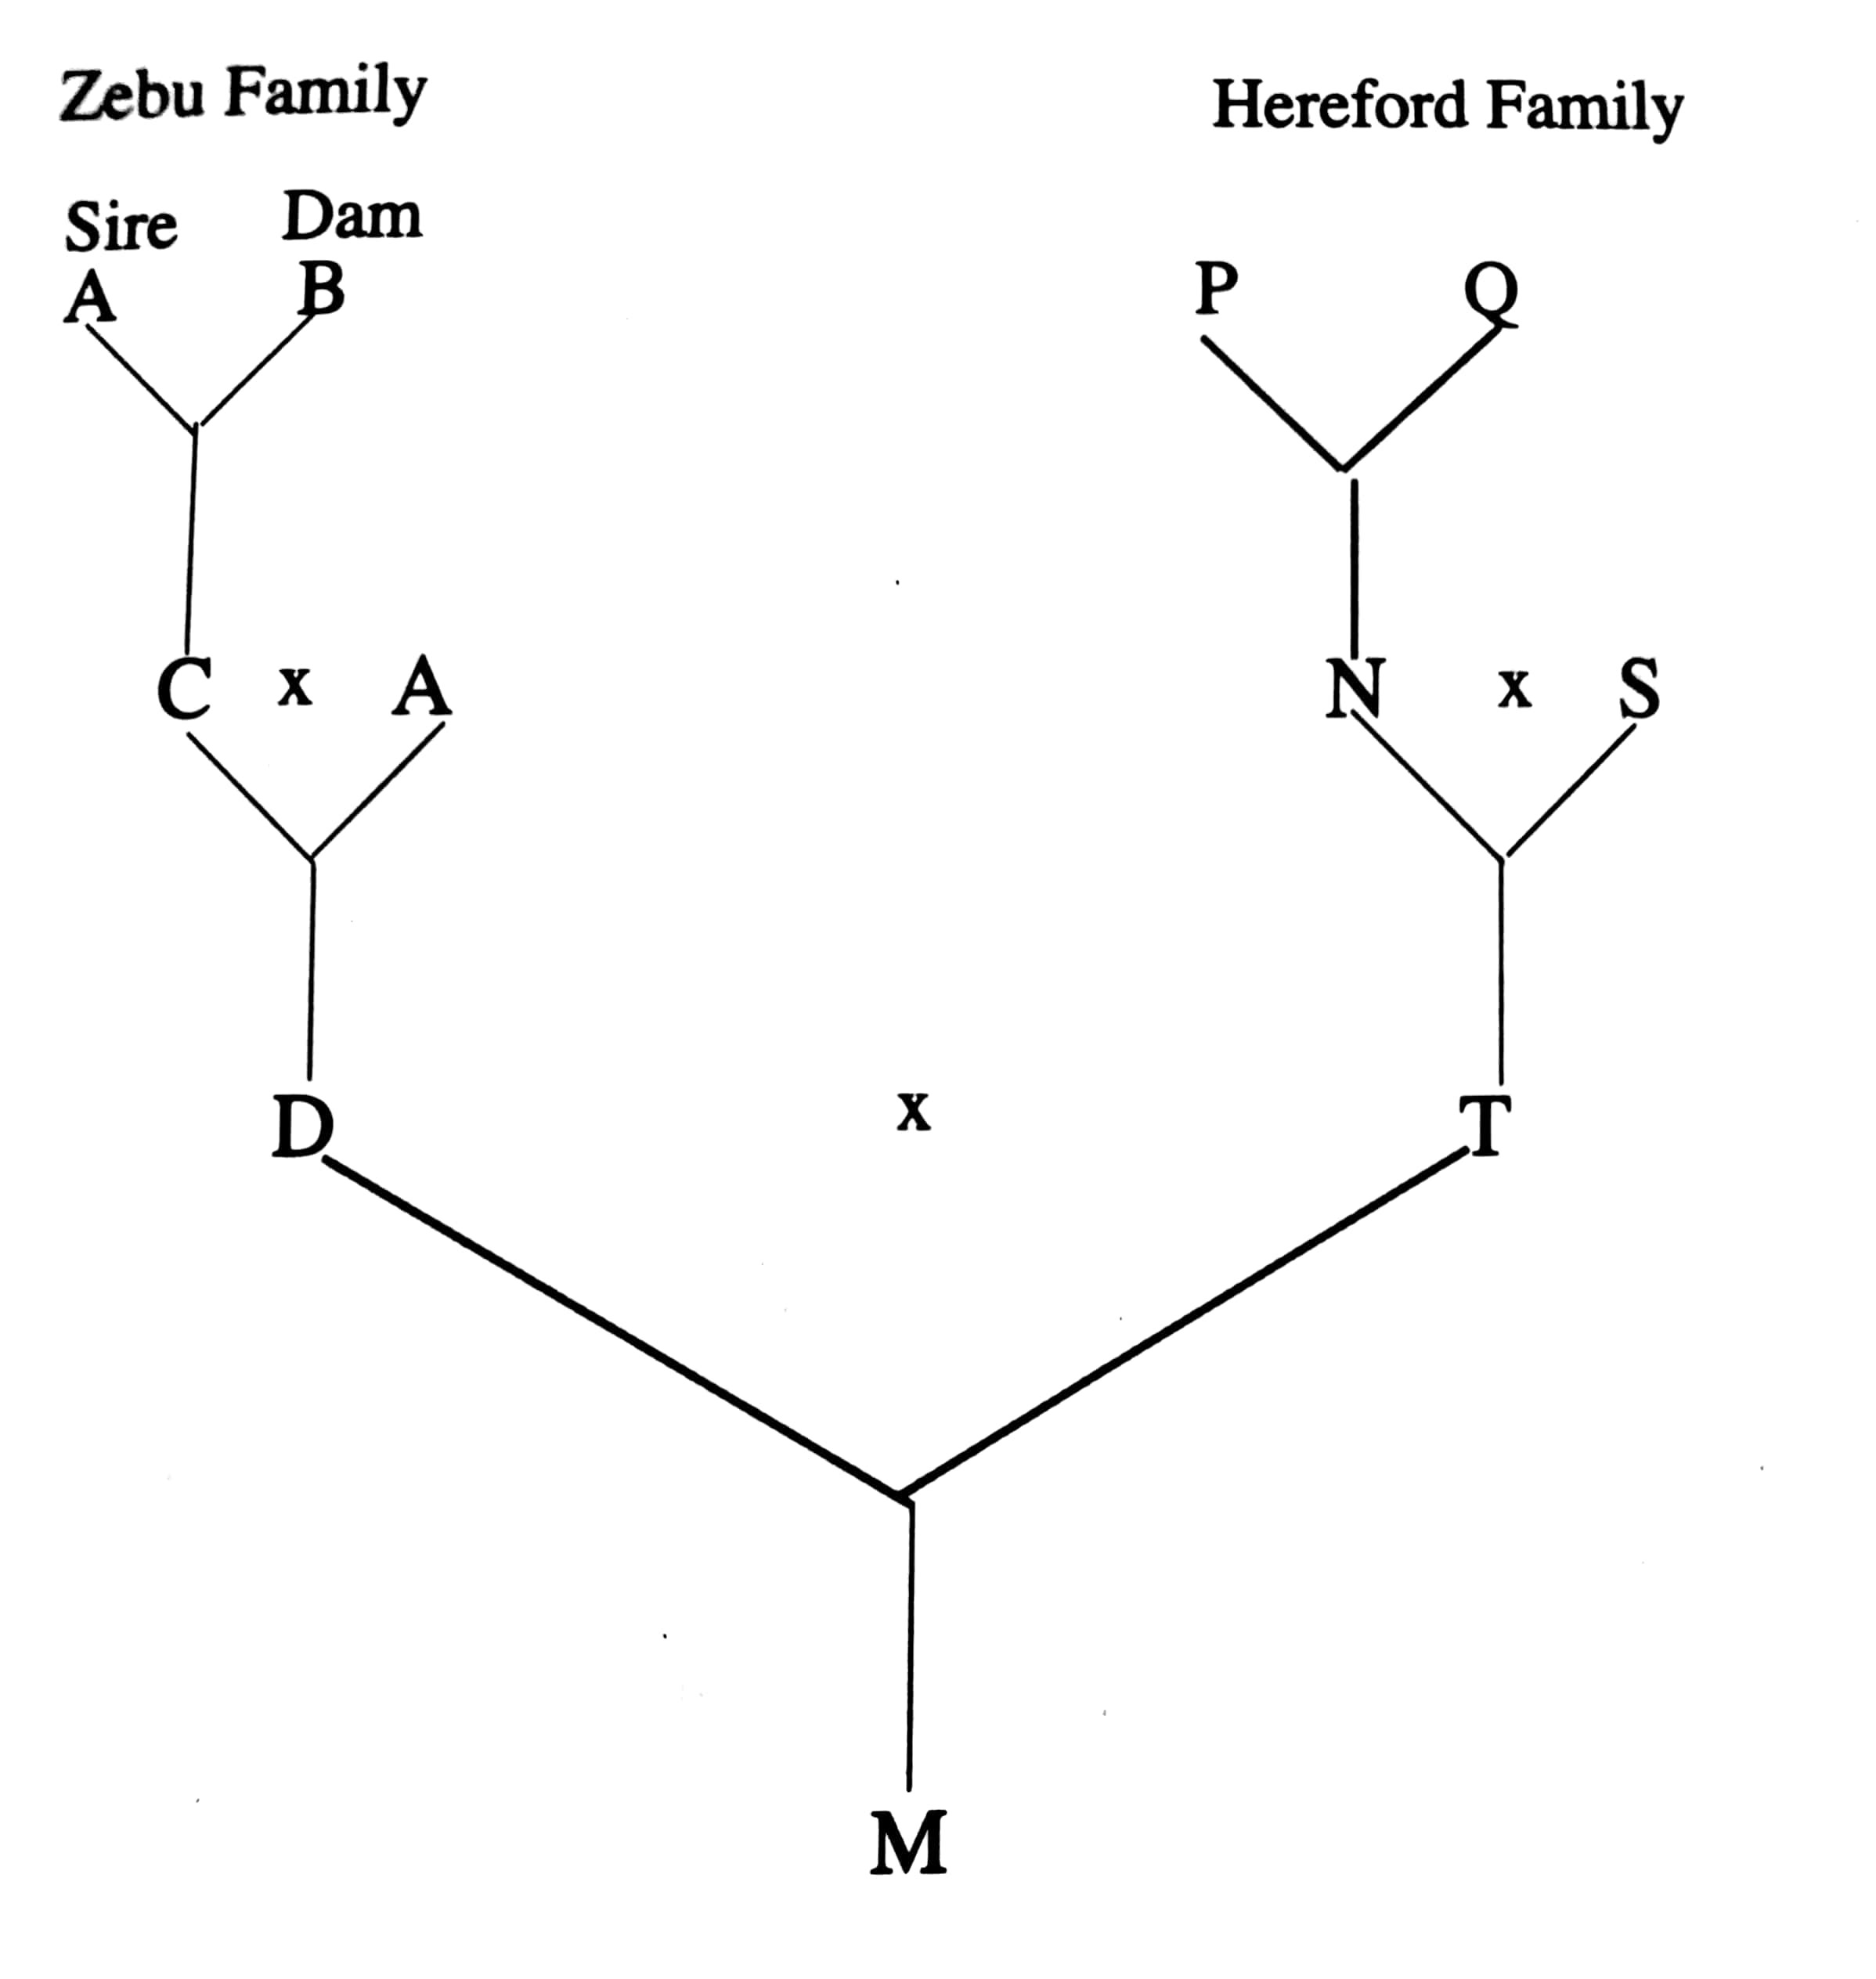 Zebu Family Hereford Family
Sire Dam
A B P Q
C x A N x S
D x T
M